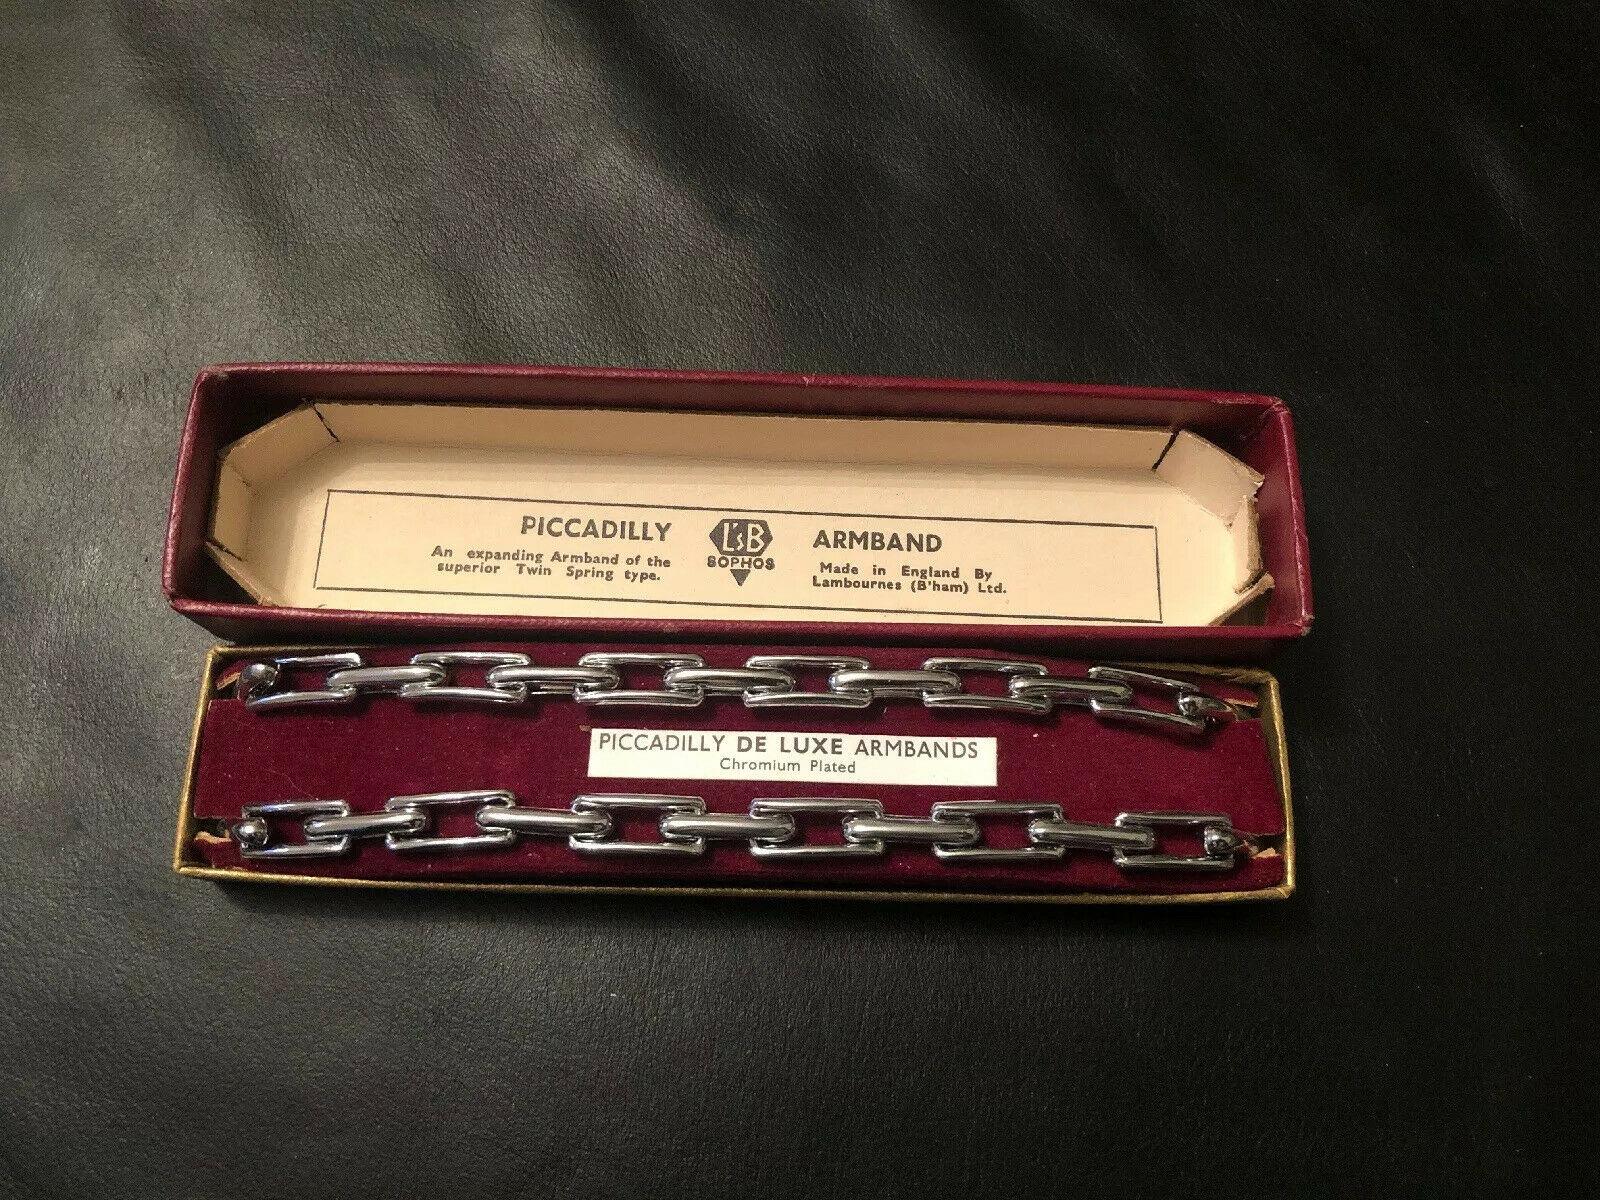 PICCADILLY
An expanding Armband of the
superior Twin Spring type.
L's B
SOPHOS
ARMBAND
Made in England By
Lambournes (B'ham) Ltd.
PICCADILLY DE LUXE ARMBANDS
Chromium Plated